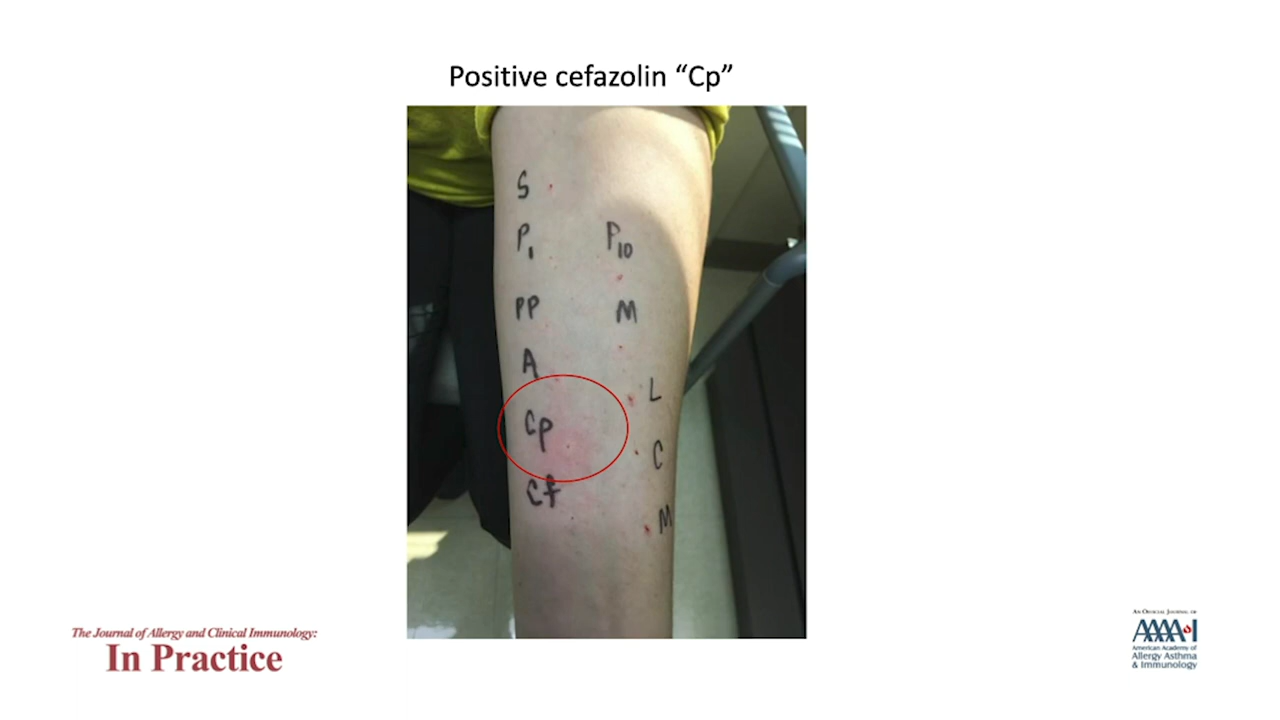 Positive cefazolin “Cp”
S
P1
P10
PP
M
A
L
Cp
C
Cf
M
The Journal of Allergy and Clinical Immunology:
In Practice
AN OFFICIAL JOURNAL OF
AAAAI
American Academy of
Allergy Asthma
& Immunology